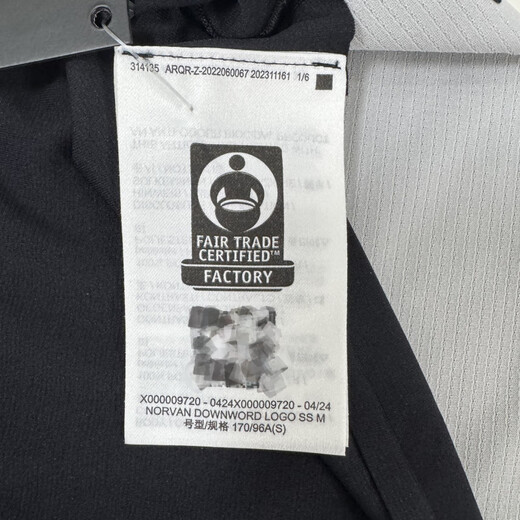 314135 ARQR-Z-2022060067 202311161 1/6
FAIR TRADE
CERTIFIED™
FACTORY
X000009720 - 0424X000009720 - 04/24
NORVAN DOWNWORD LOGO SS M
号型/规格 170/96A(S)